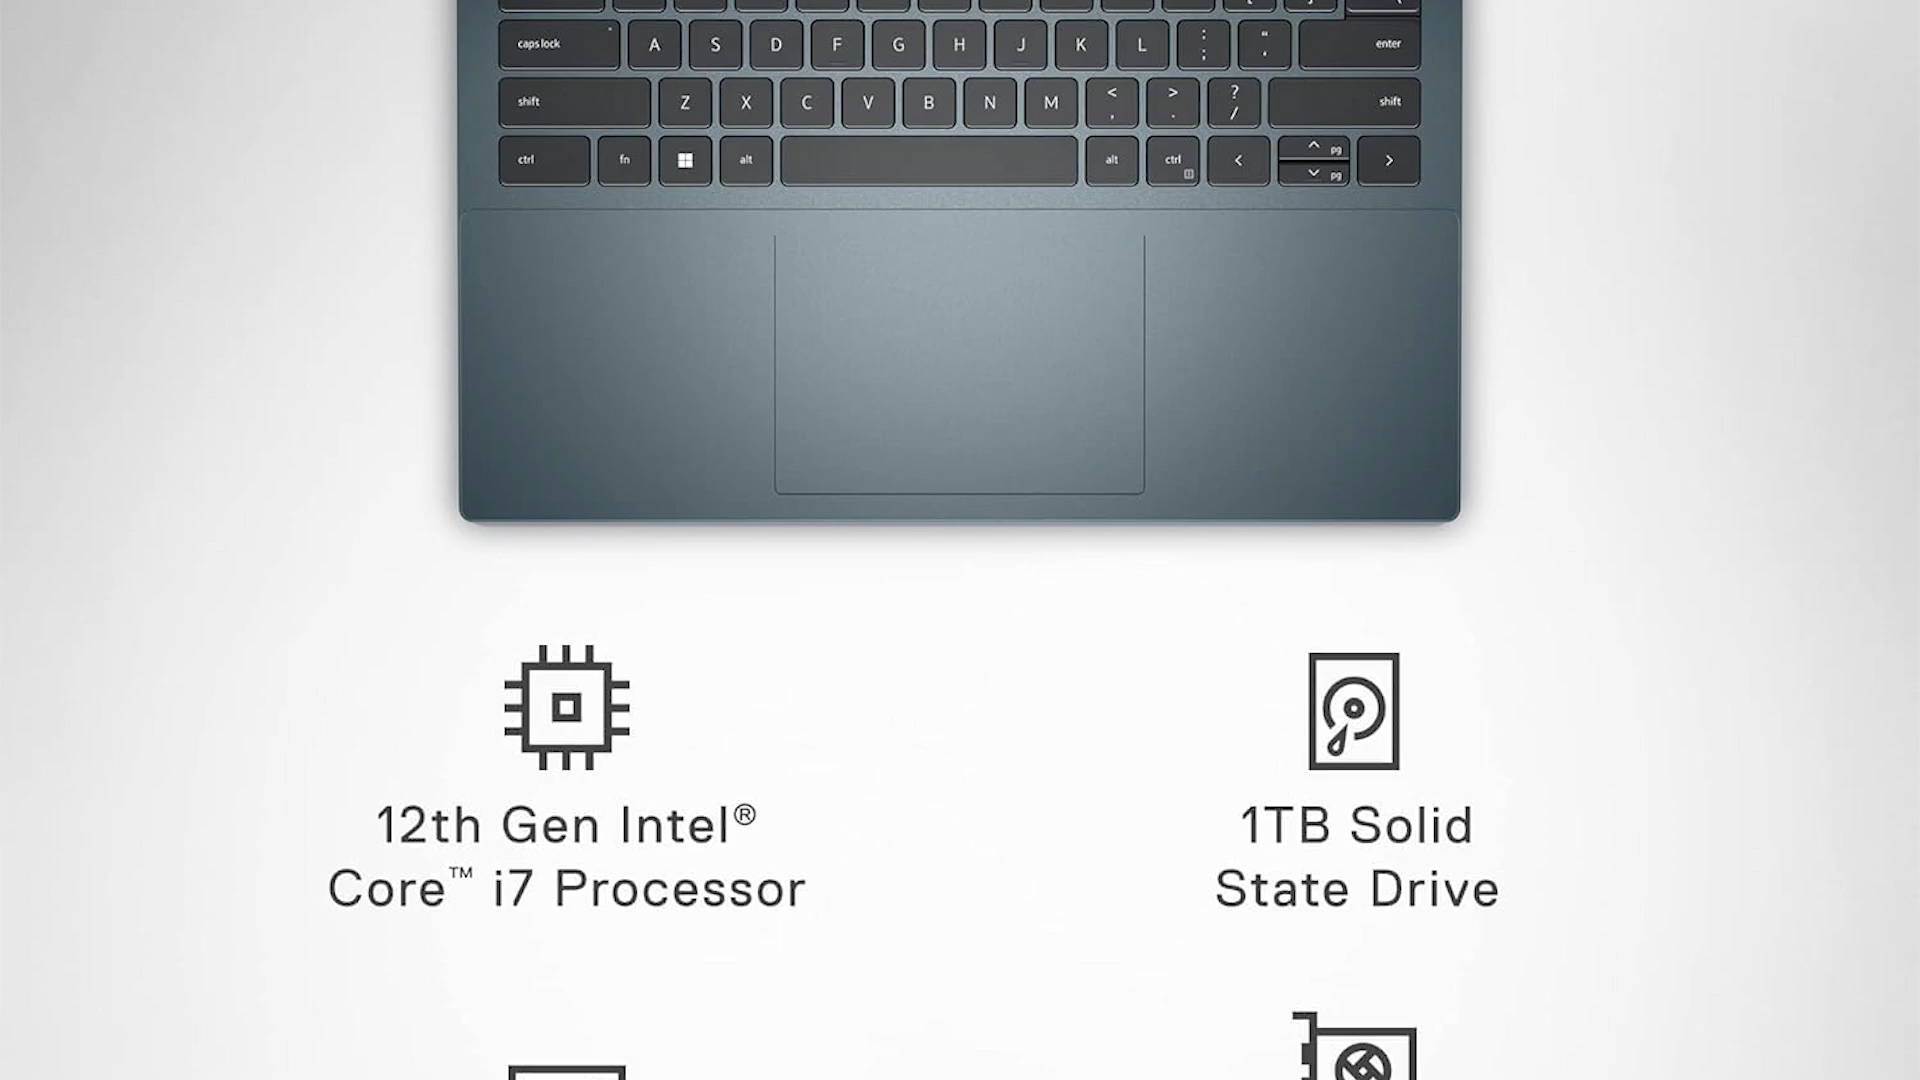 caps lock A S D F G H J K L : ; “ ‘ enter
shift Z X C V B N M < , > . ? / shift
ctrl fn alt alt ctrl < pg pg >
12th Gen Intel®
Core™ i7 Processor
1TB Solid
State Drive